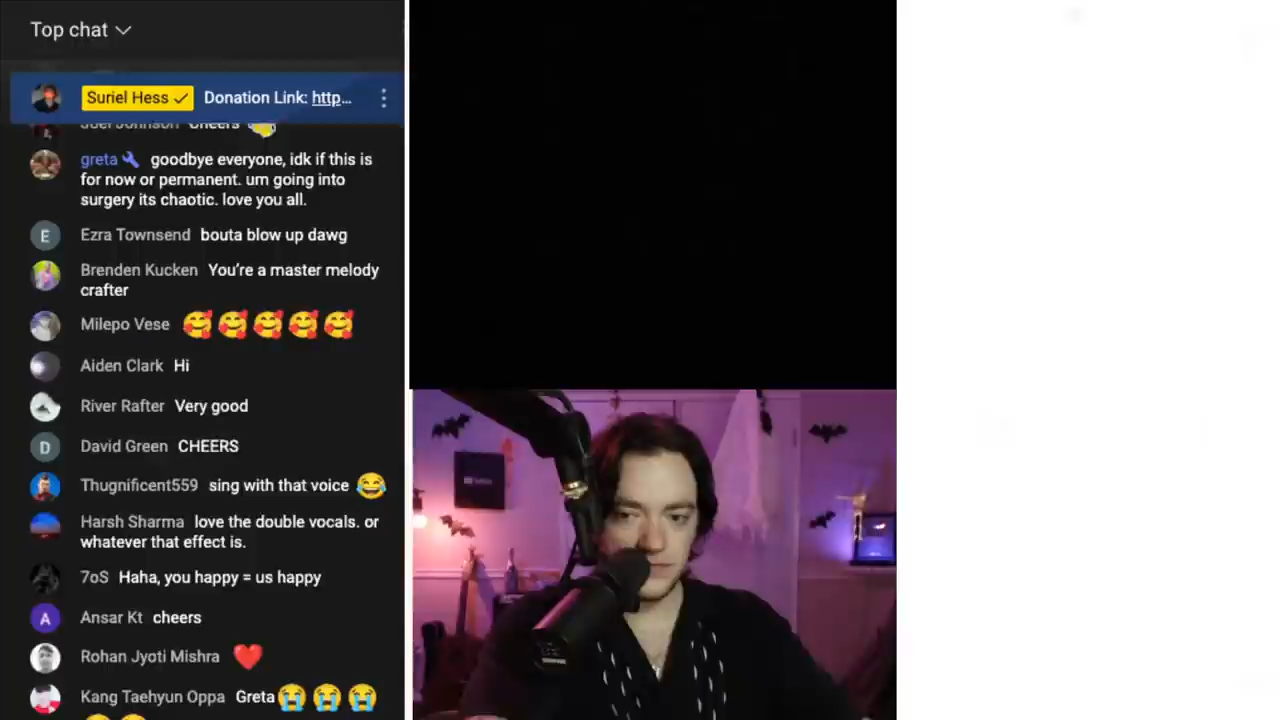 Top chat
Suriel Hess Donation Link: http...
Joel Johnson Cheers
greta goodbye everyone, idk if this is
for now or permanent. um going into
surgery its chaotic. love you all.
E Ezra Townsend bouta blow up dawg
Brenden Kucken You're a master melody
crafter
Milepo Vese
Aiden Clark Hi
River Rafter Very good
D David Green CHEERS
Thugnificent559 sing with that voice
Harsh Sharma love the double vocals. or
whatever that effect is.
7oS Haha, you happy = us happy
A Ansar Kt cheers
Rohan Jyoti Mishra
Kang Taehyun Oppa Greta